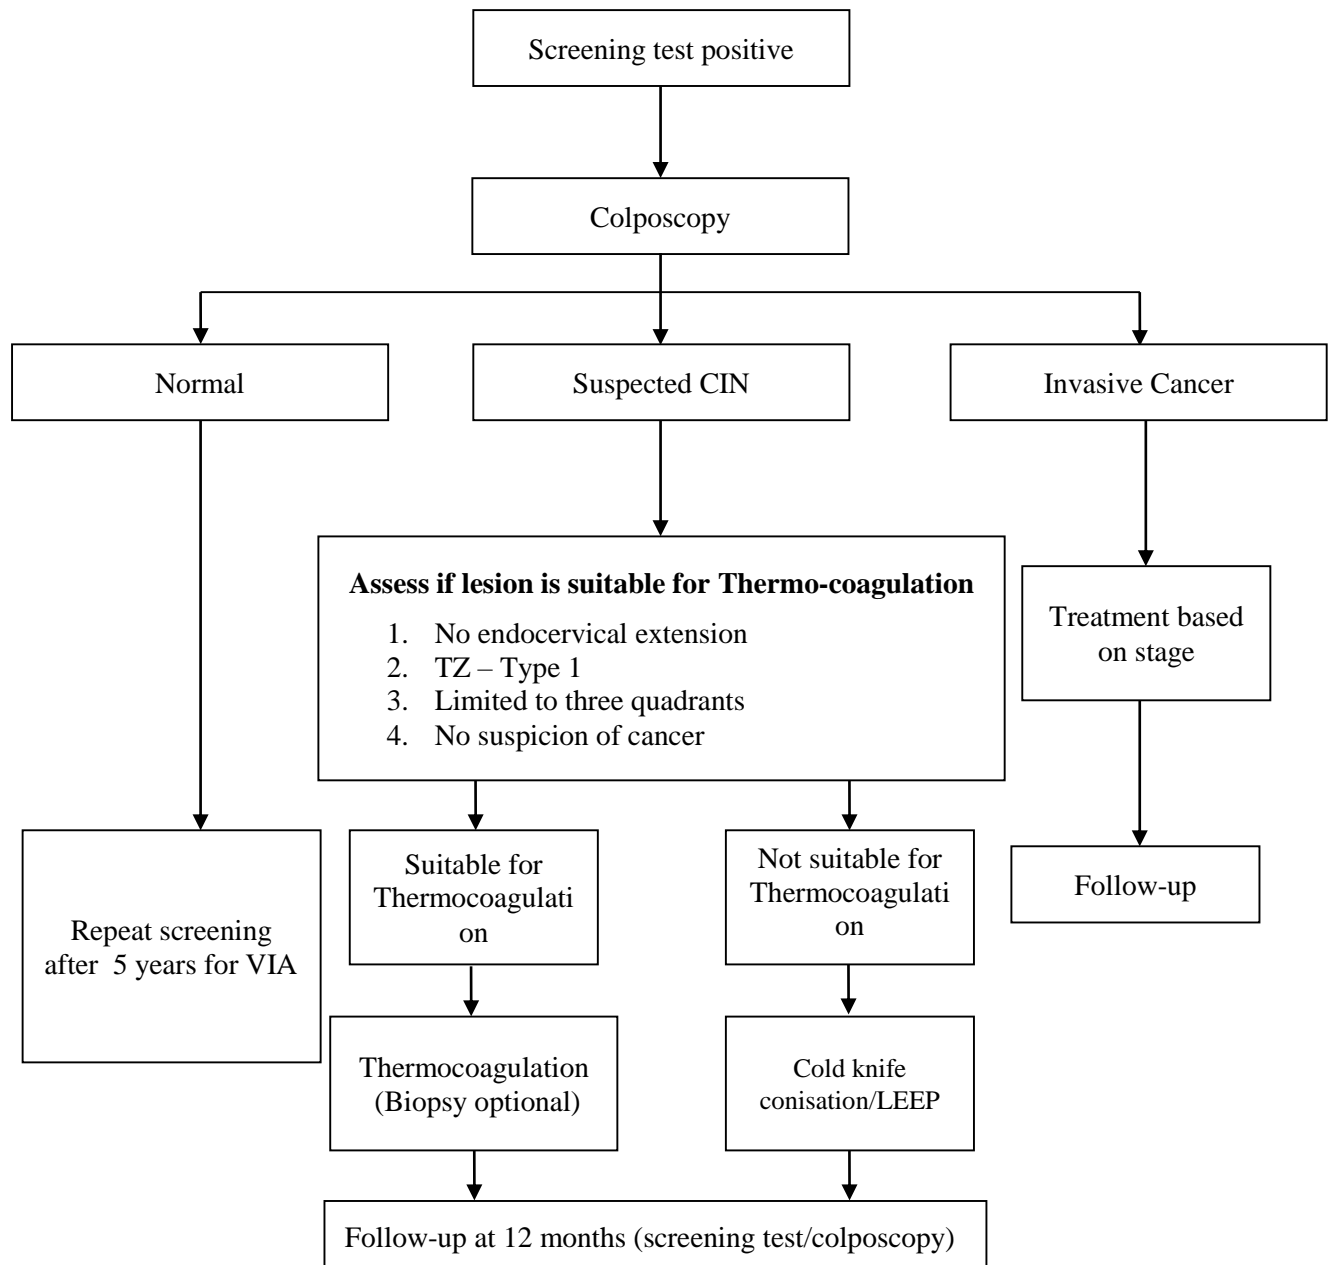 Screening test positive
Colposcopy
Normal
Suspected CIN
Invasive Cancer
Assess if lesion is suitable for Thermo-coagulation
1. No endocervical extension
2. TZ – Type 1
3. Limited to three quadrants
4. No suspicion of cancer
Treatment based
on stage
Repeat screening
after 5 years for VIA
Suitable for
Thermocoagulati
on
Not suitable for
Thermocoagulati
on
Follow-up
Thermocoagulation
(Biopsy optional)
Cold knife
conisation/LEEP
Follow-up at 12 months (screening test/colposcopy)